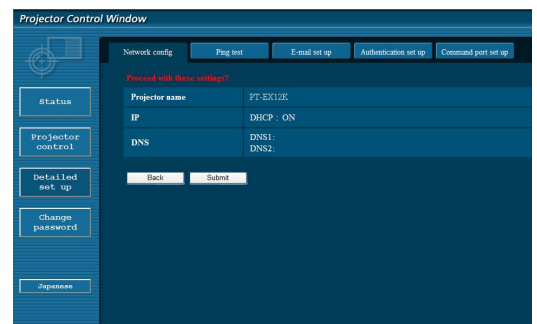 Projector Control Window
Network config
Ping test
E-mail set up
Authentication set up
Command port set up
Proceed with these settings?
Projector name
PT-EX12K
IP
DHCP : ON
DNS
DNS1:
DNS2:
Back
Submit
Status
Projector
control
Detailed
set up
Change
password
Japanese